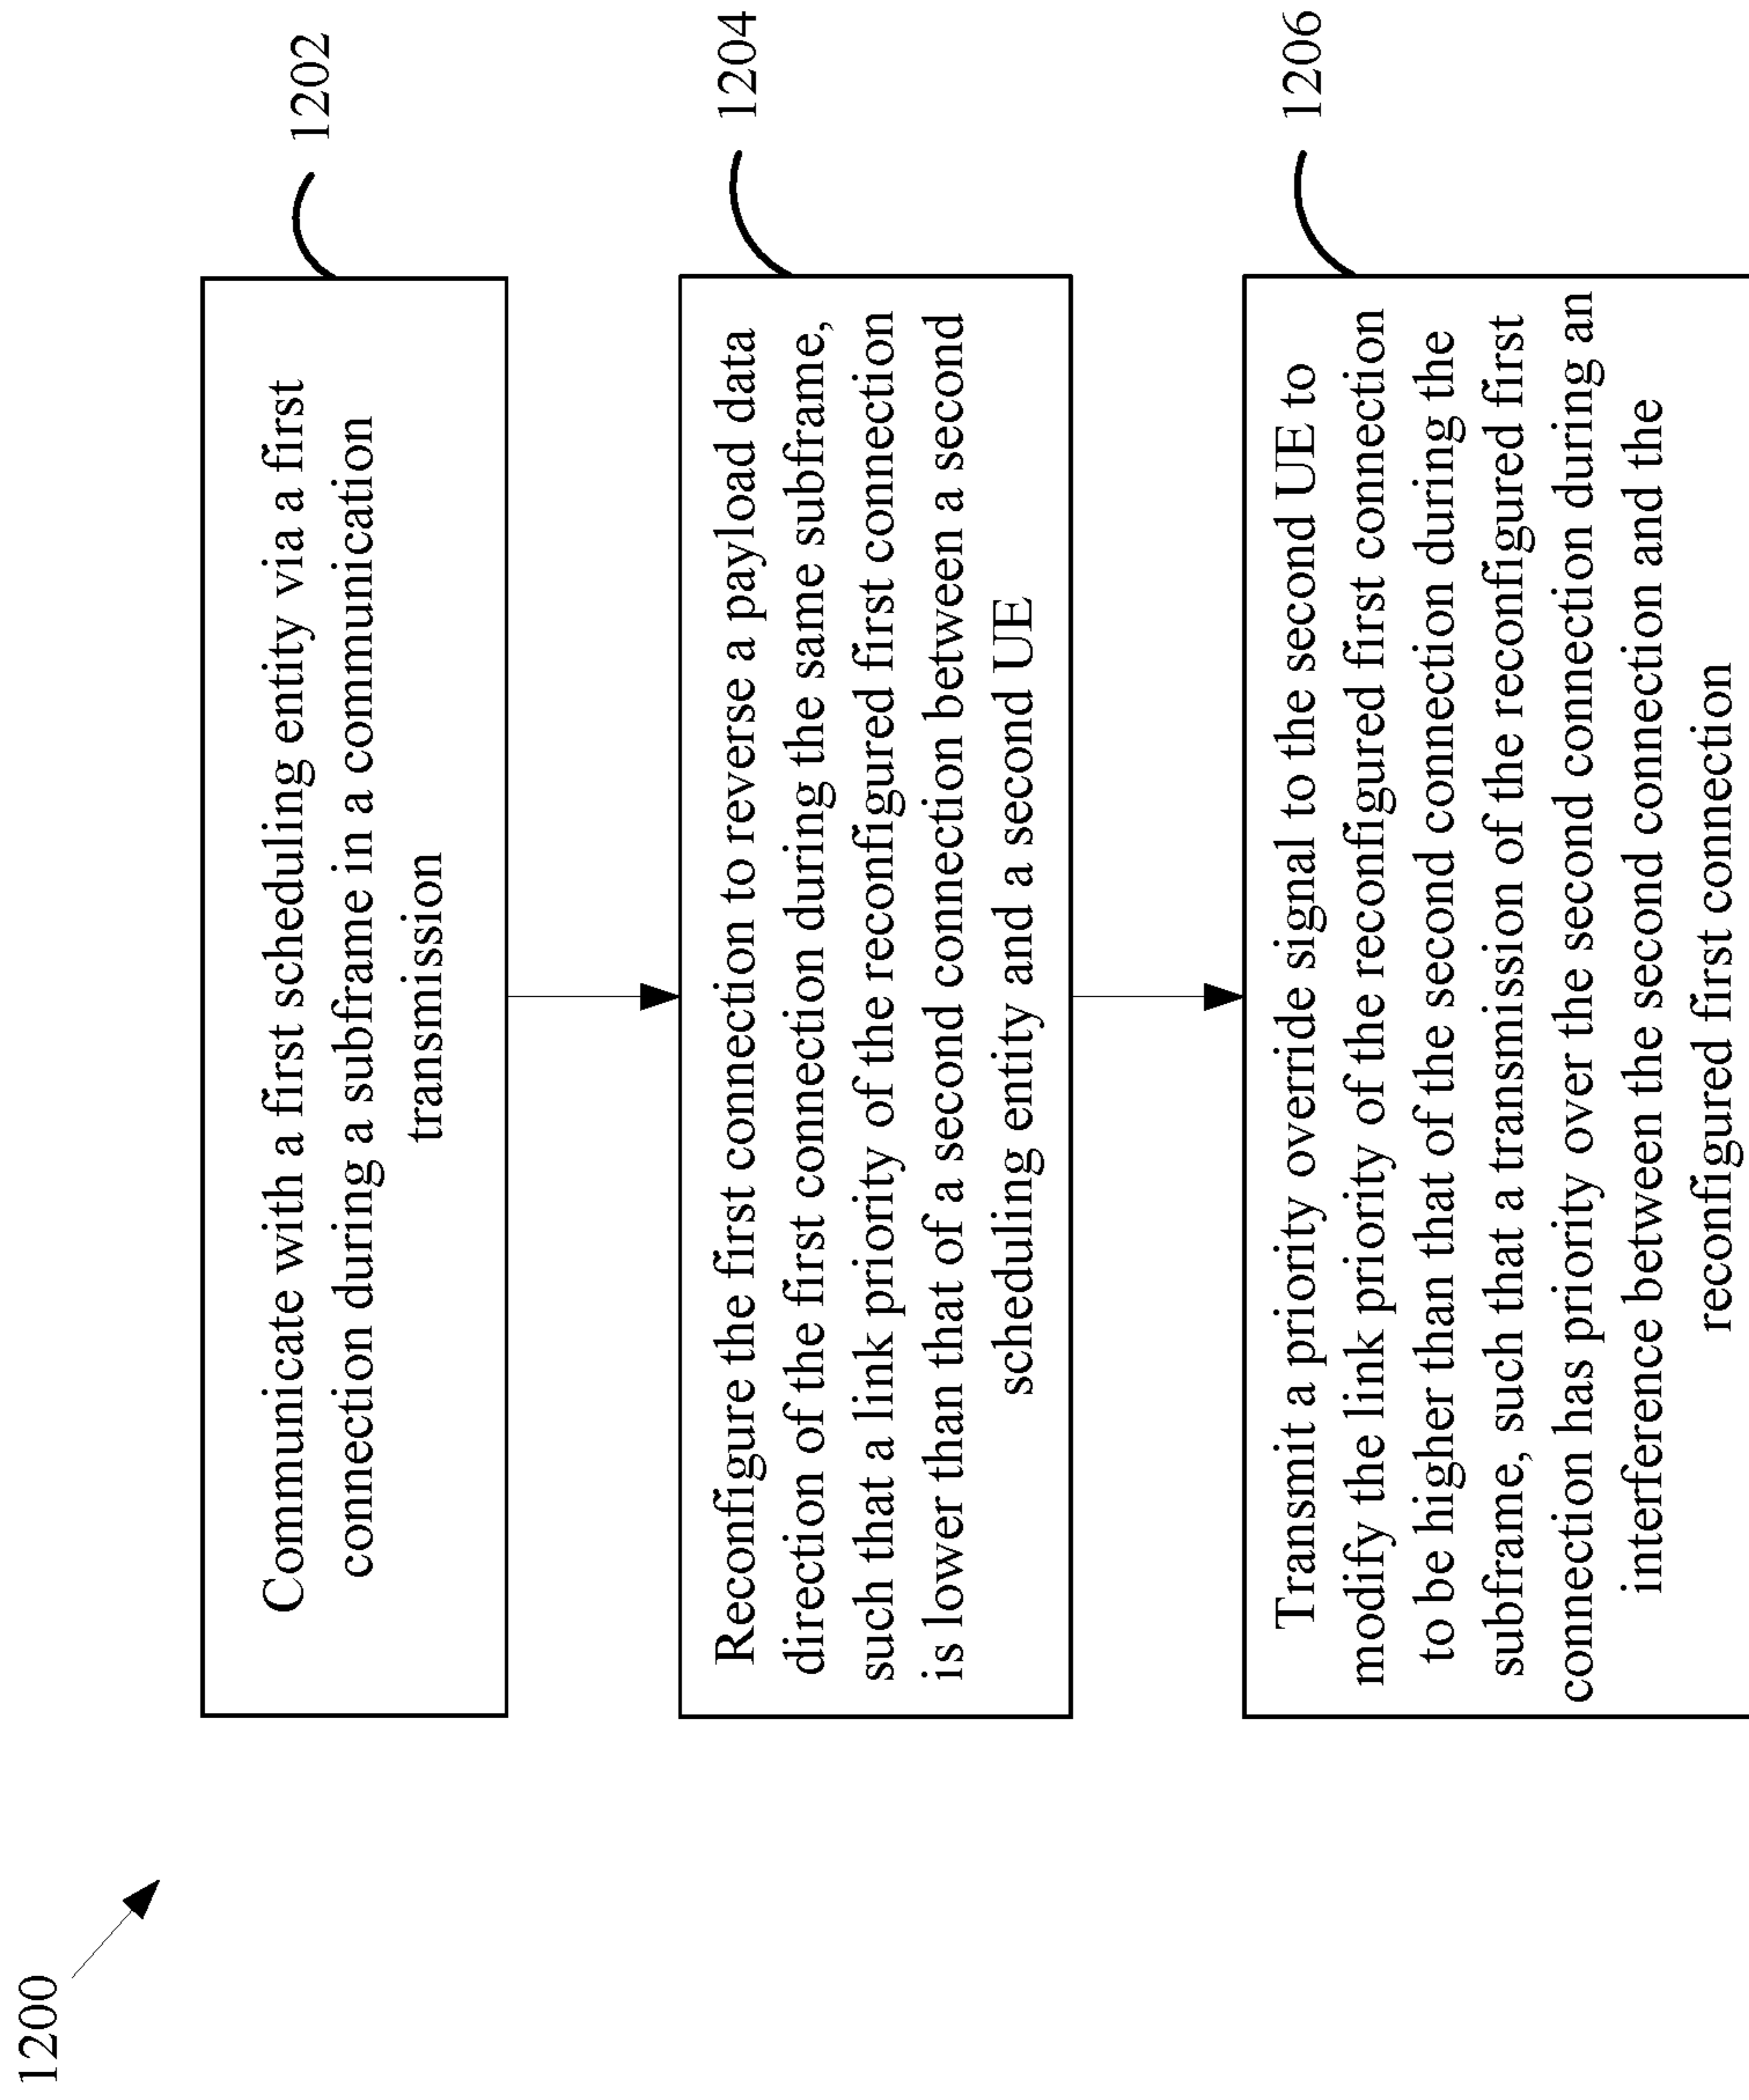 1200
1202
Communicate with a first scheduling entity via a first
connection during a subframe in a communication
transmission
1204
Reconfigure the first connection to reverse a payload data
direction of the first connection during the same subframe,
such that a link priority of the reconfigured first connection
is lower than that of a second connection between a second
scheduling entity and a second UE
1206
Transmit a priority override signal to the second UE to
modify the link priority of the reconfigured first connection
to be higher than that of the second connection during the
subframe, such that a transmission of the reconfigured first
connection has priority over the second connection during an
interference between the second connection and the
reconfigured first connection